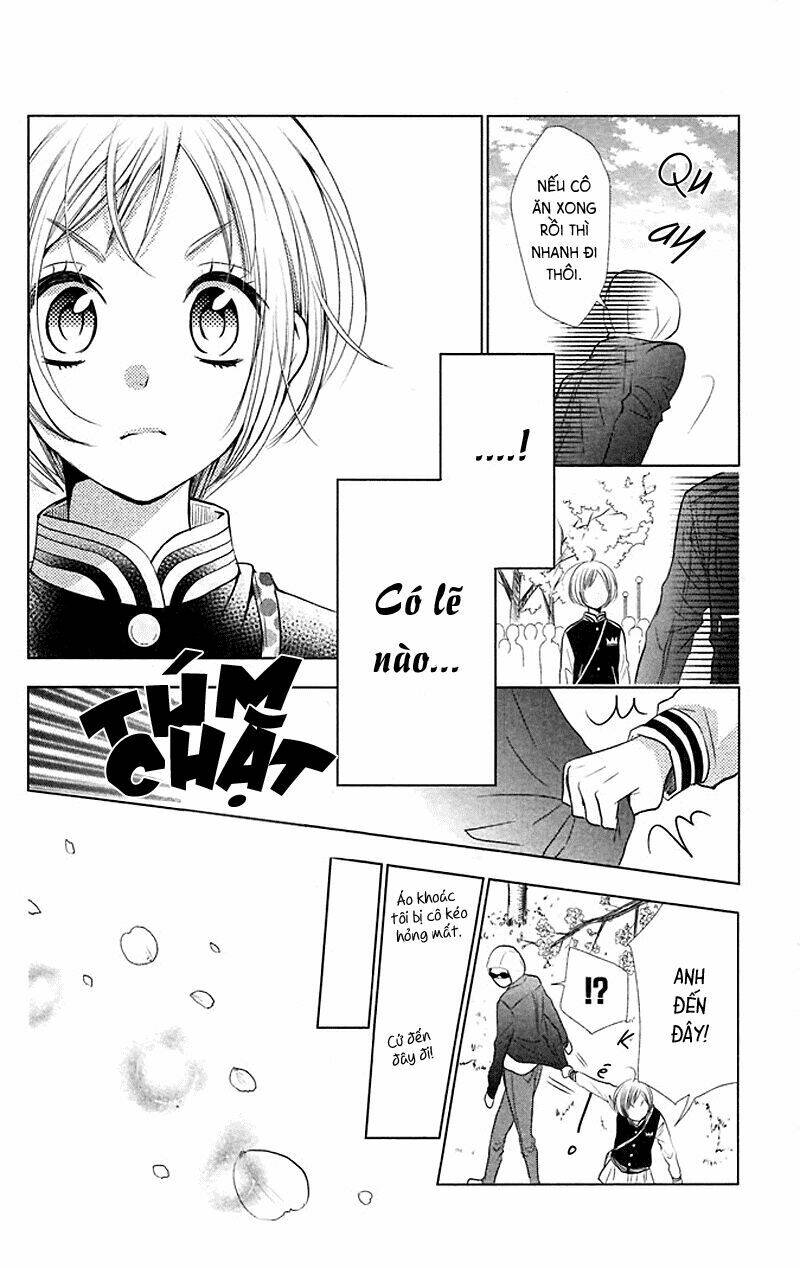 NẾU CÔ
ĂN XONG
RỒI THÌ
NHANH ĐI
THÔI.
QU
AY
....!
Có lẽ
nào...
TÚM
CHẶT
ANH
ĐẾN
ĐÂY!
!?
K
é
o
Áo khoác
tôi bị cô kéo
hỏng mất.
Cứ đến
đây đi!